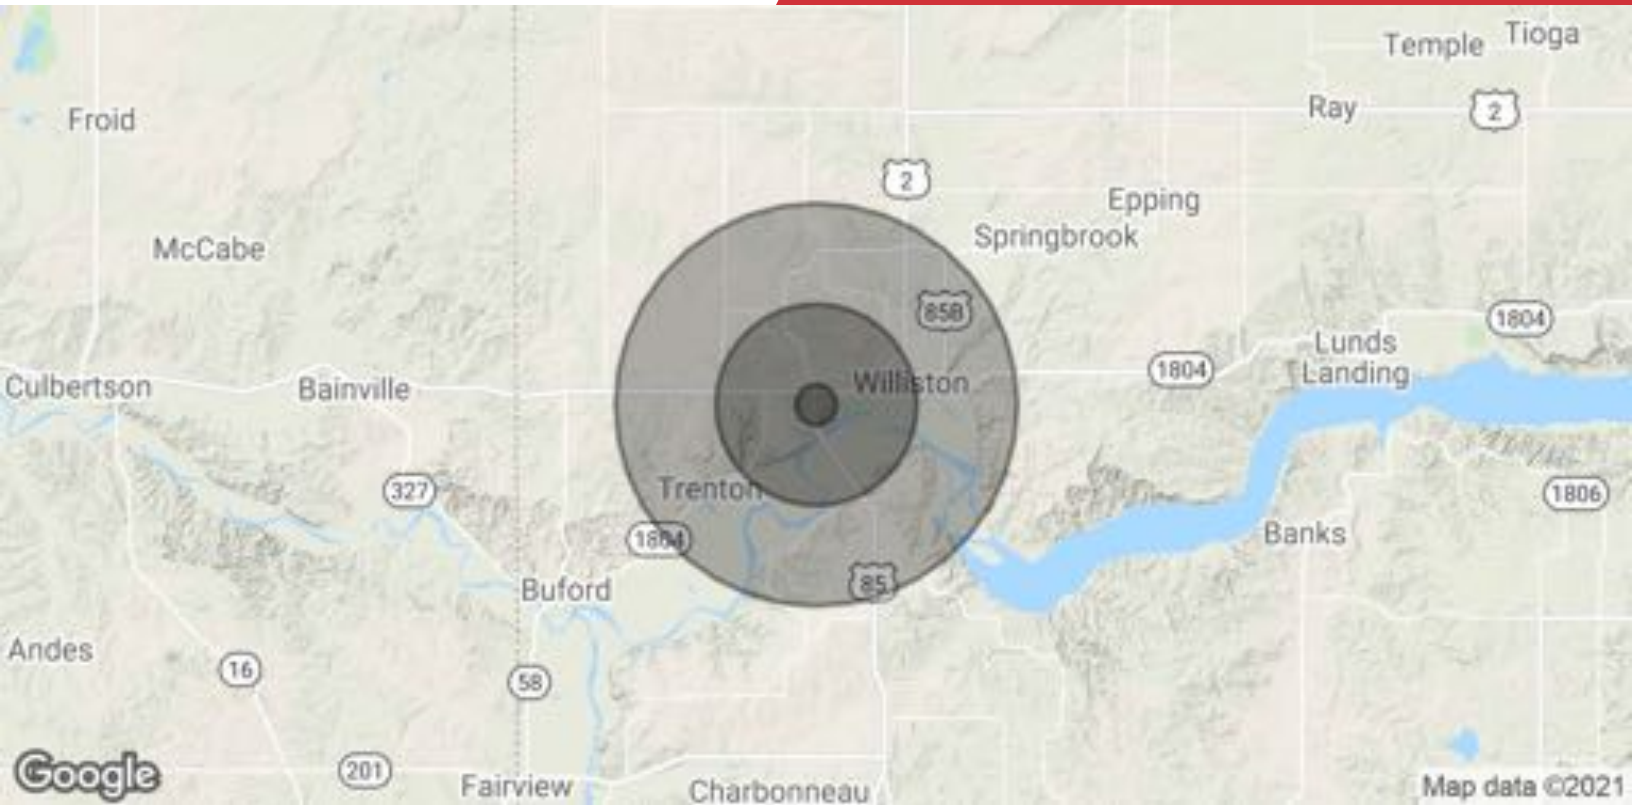 Tioga
Temple
Ray
2
Froid
2
Epping
Springbrook
McCabe
85B
1804
Lunds
Landing
1804
Williston
Culbertson
Bainville
327
Trenton
1806
1804
Banks
85
Buford
Andes
16
58
201
Fairview
Charbonneau
Google
Map data ©2021